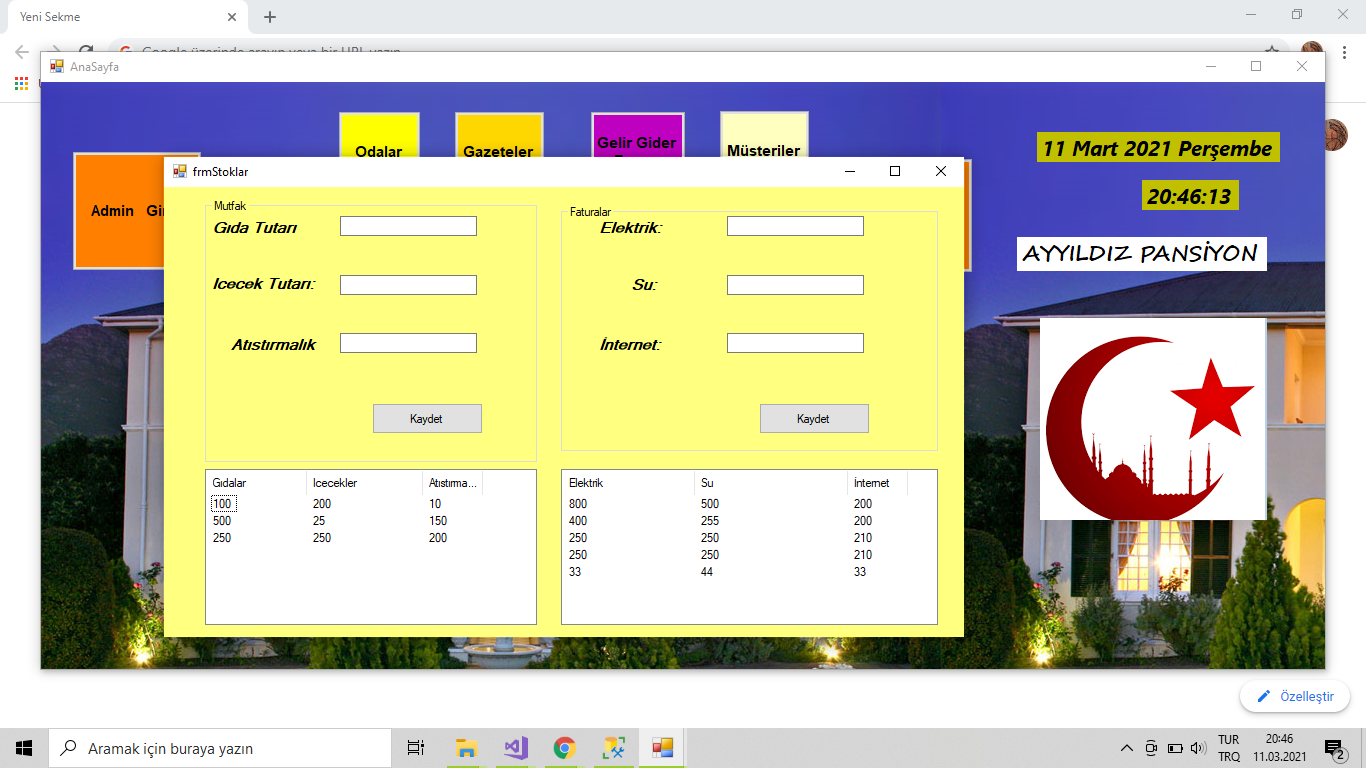 Yeni Sekme
Google üzerinde arayın veya bir URL yazın
AnaSayfa
Odalar
Gazeteler
Gelir Gider
Müsteriler
11 Mart 2021 Perşembe
20:46:13
AYYILDIZ PANSİYON
Admin
frmStoklar
Mutfak
Gıda Tutarı
Icecek Tutarı:
Atıstırmalık
Kaydet
Faturalar
Elektrik:
Su:
İnternet:
Kaydet
Gıdalar Icecekler Atıstırma...
100 200 10
500 25 150
250 250 200
Elektrik Su İnternet
800 500 200
400 255 200
250 250 210
250 250 210
33 44 33
Özelleştir
Aramak için buraya yazın
TUR
TRQ
20:46
11.03.2021
2